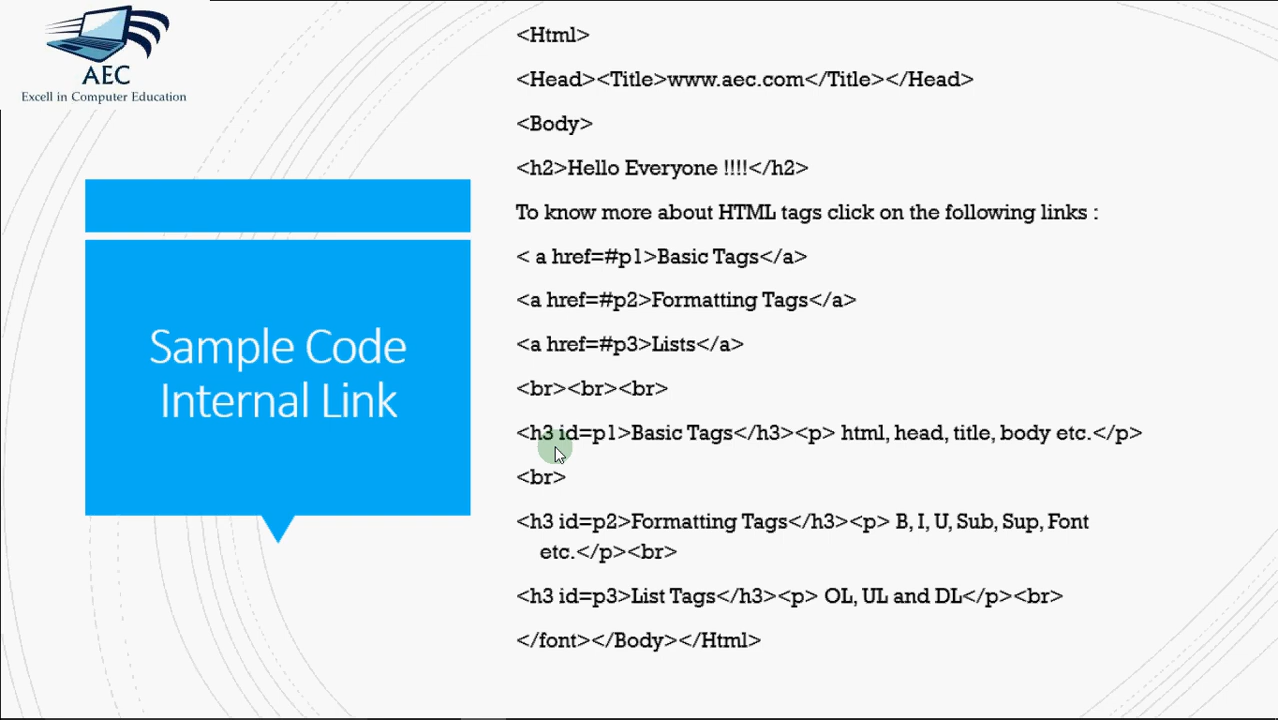 AEC
Excell in Computer Education
Sample Code
Internal Link
<Html>
<Head><Title>www.aec.com</Title></Head>
<Body>
<h2>Hello Everyone !!!!</h2>
To know more about HTML tags click on the following links :
< a href=#p1>Basic Tags</a>
<a href=#p2>Formatting Tags</a>
<a href=#p3>Lists</a>
<br><br><br>
<h3 id=p1>Basic Tags</h3><p> html, head, title, body etc.</p>
<br>
<h3 id=p2>Formatting Tags</h3><p> B, I, U, Sub, Sup, Font
etc.</p><br>
<h3 id=p3>List Tags</h3><p> OL, UL and DL</p><br>
</font></Body></Html>